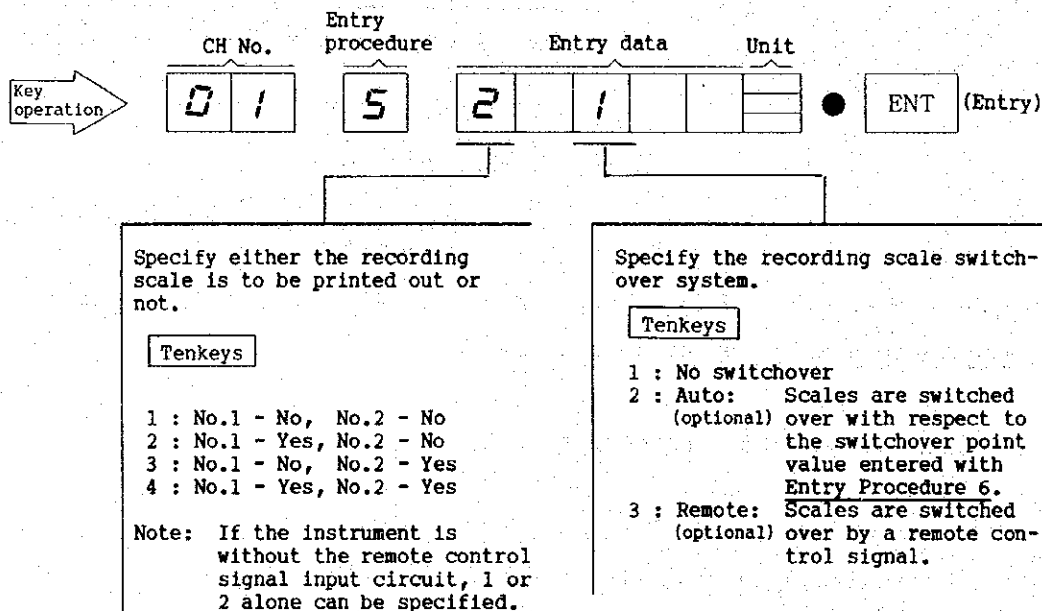 Entry
CH No. procedure Entry data Unit
Key
operation
0 1 5 2 1 ENT (Entry)
Specify either the recording
scale is to be printed out or
not.
Tenkeys
1 : No.1 - No, No.2 - No
2 : No.1 - Yes, No.2 - No
3 : No.1 - No, No.2 - Yes
4 : No.1 - Yes, No.2 - Yes
Note: If the instrument is
without the remote control
signal input circuit, 1 or
2 alone can be specified.
Specify the recording scale switch-
over system.
Tenkeys
1 : No switchover
2 : Auto: Scales are switched
(optional) over with respect to
the switchover point
value entered with
Entry Procedure 6.
3 : Remote: Scales are switched
(optional) over by a remote con-
trol signal.